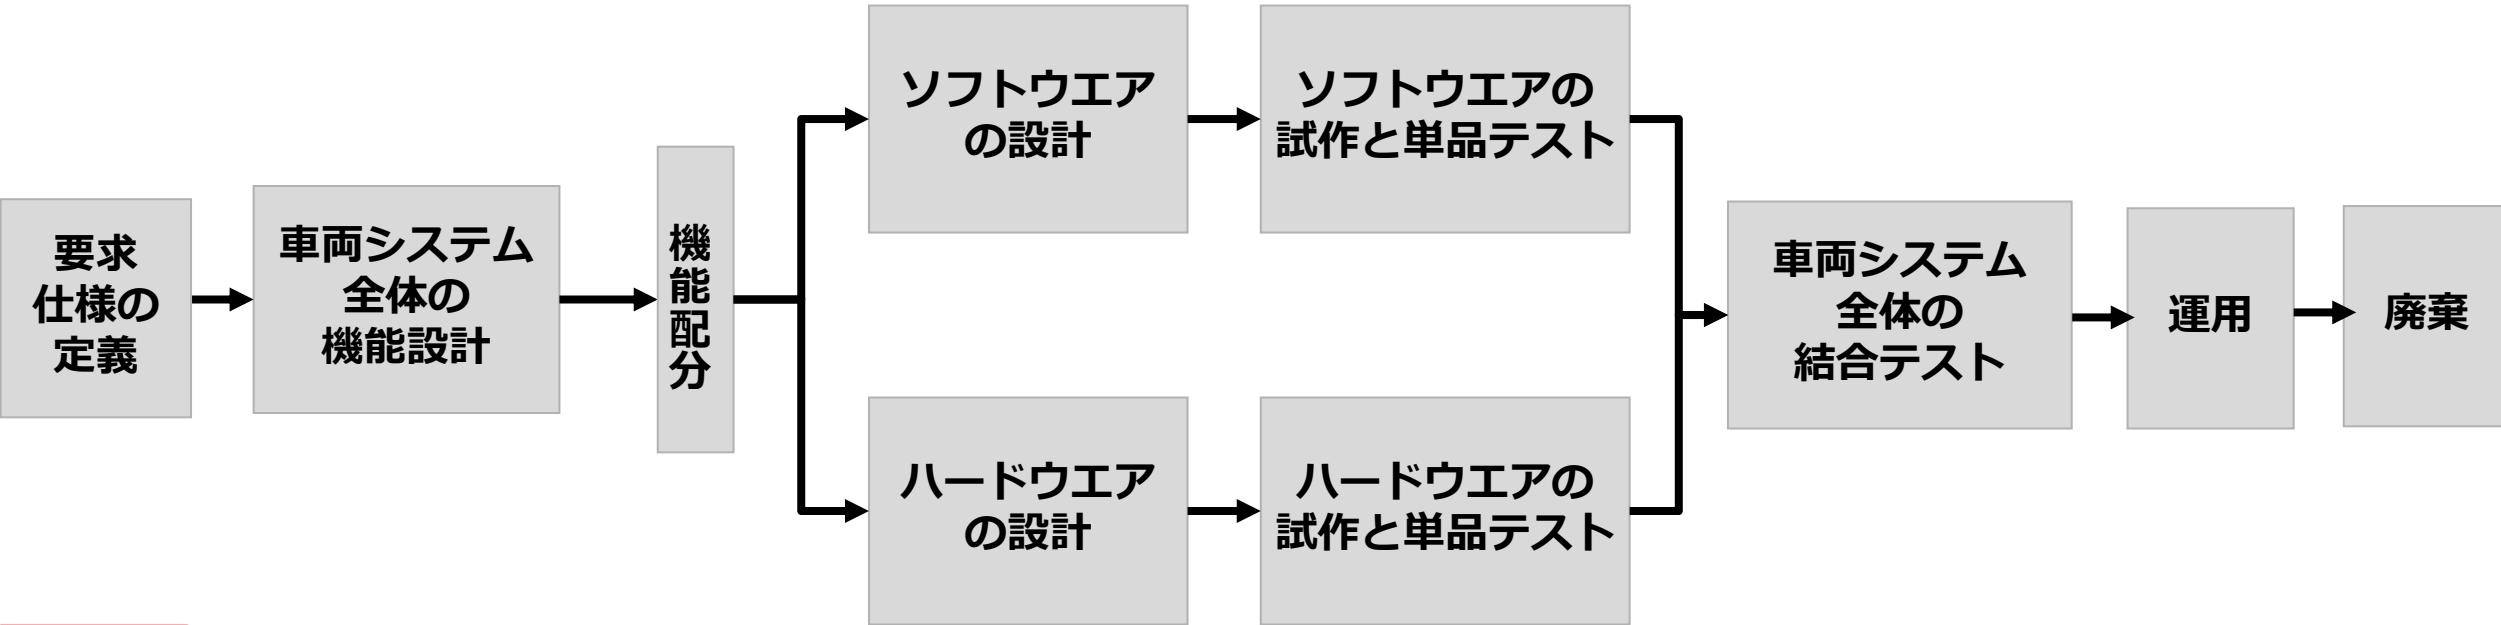 要求
仕様の
定義
車両システム
全体の
機能設計
機能配分
ソフトウエア
の設計
ソフトウエアの
試作と単品テスト
ハードウエア
の設計
ハードウエアの
試作と単品テスト
車両システム
全体の
結合テスト
運用
廃棄